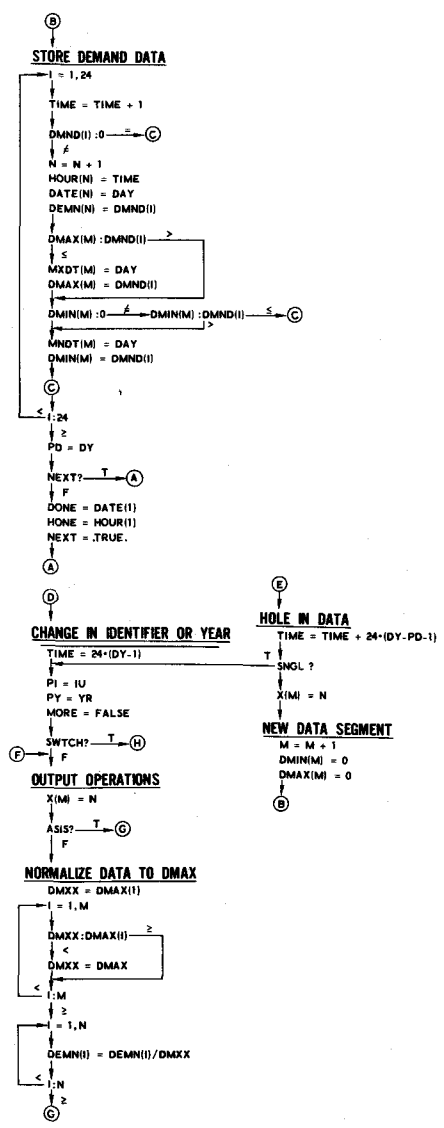 B
STORE DEMAND DATA
I = 1,24
TIME = TIME + 1
DMND(I) :0 = C
≠
N = N + 1
HOUR(N) = TIME
DATE(N) = DAY
DEMN(N) = DMND(I)
DMAX(M) : DMND(I) >
≤
MXDT(M) = DAY
DMAX(M) = DMND(I)
DMIN(M) :0 ≠ DMIN(M) : DMND(I) ≤ C
>
MNDT(M) = DAY
DMIN(M) = DMND(I)
C
< I:24
≥
PD = DY
NEXT? T A
F
DONE = DATE(1)
HONE = HOUR(1)
NEXT = .TRUE.
A
D
CHANGE IN IDENTIFIER OR YEAR
TIME = 24*(DY-1)
PI = IU
PY = YR
MORE = FALSE
SWTCH? T H
F F
OUTPUT OPERATIONS
X(M) = N
ASIS? T G
F
NORMALIZE DATA TO DMAX
DMXX = DMAX(1)
I = 1,M
DMXX:DMAX(I) ≥
<
DMXX = DMAX
< I:M
≥
I = 1,N
DEMN(I) = DEMN(I)/DMXX
< I:N
≥
G
E
HOLE IN DATA
TIME = TIME + 24*(DY-PD-1)
T SNGL ?
X(M) = N
NEW DATA SEGMENT
M = M + 1
DMIN(M) = 0
DMAX(M) = 0
B